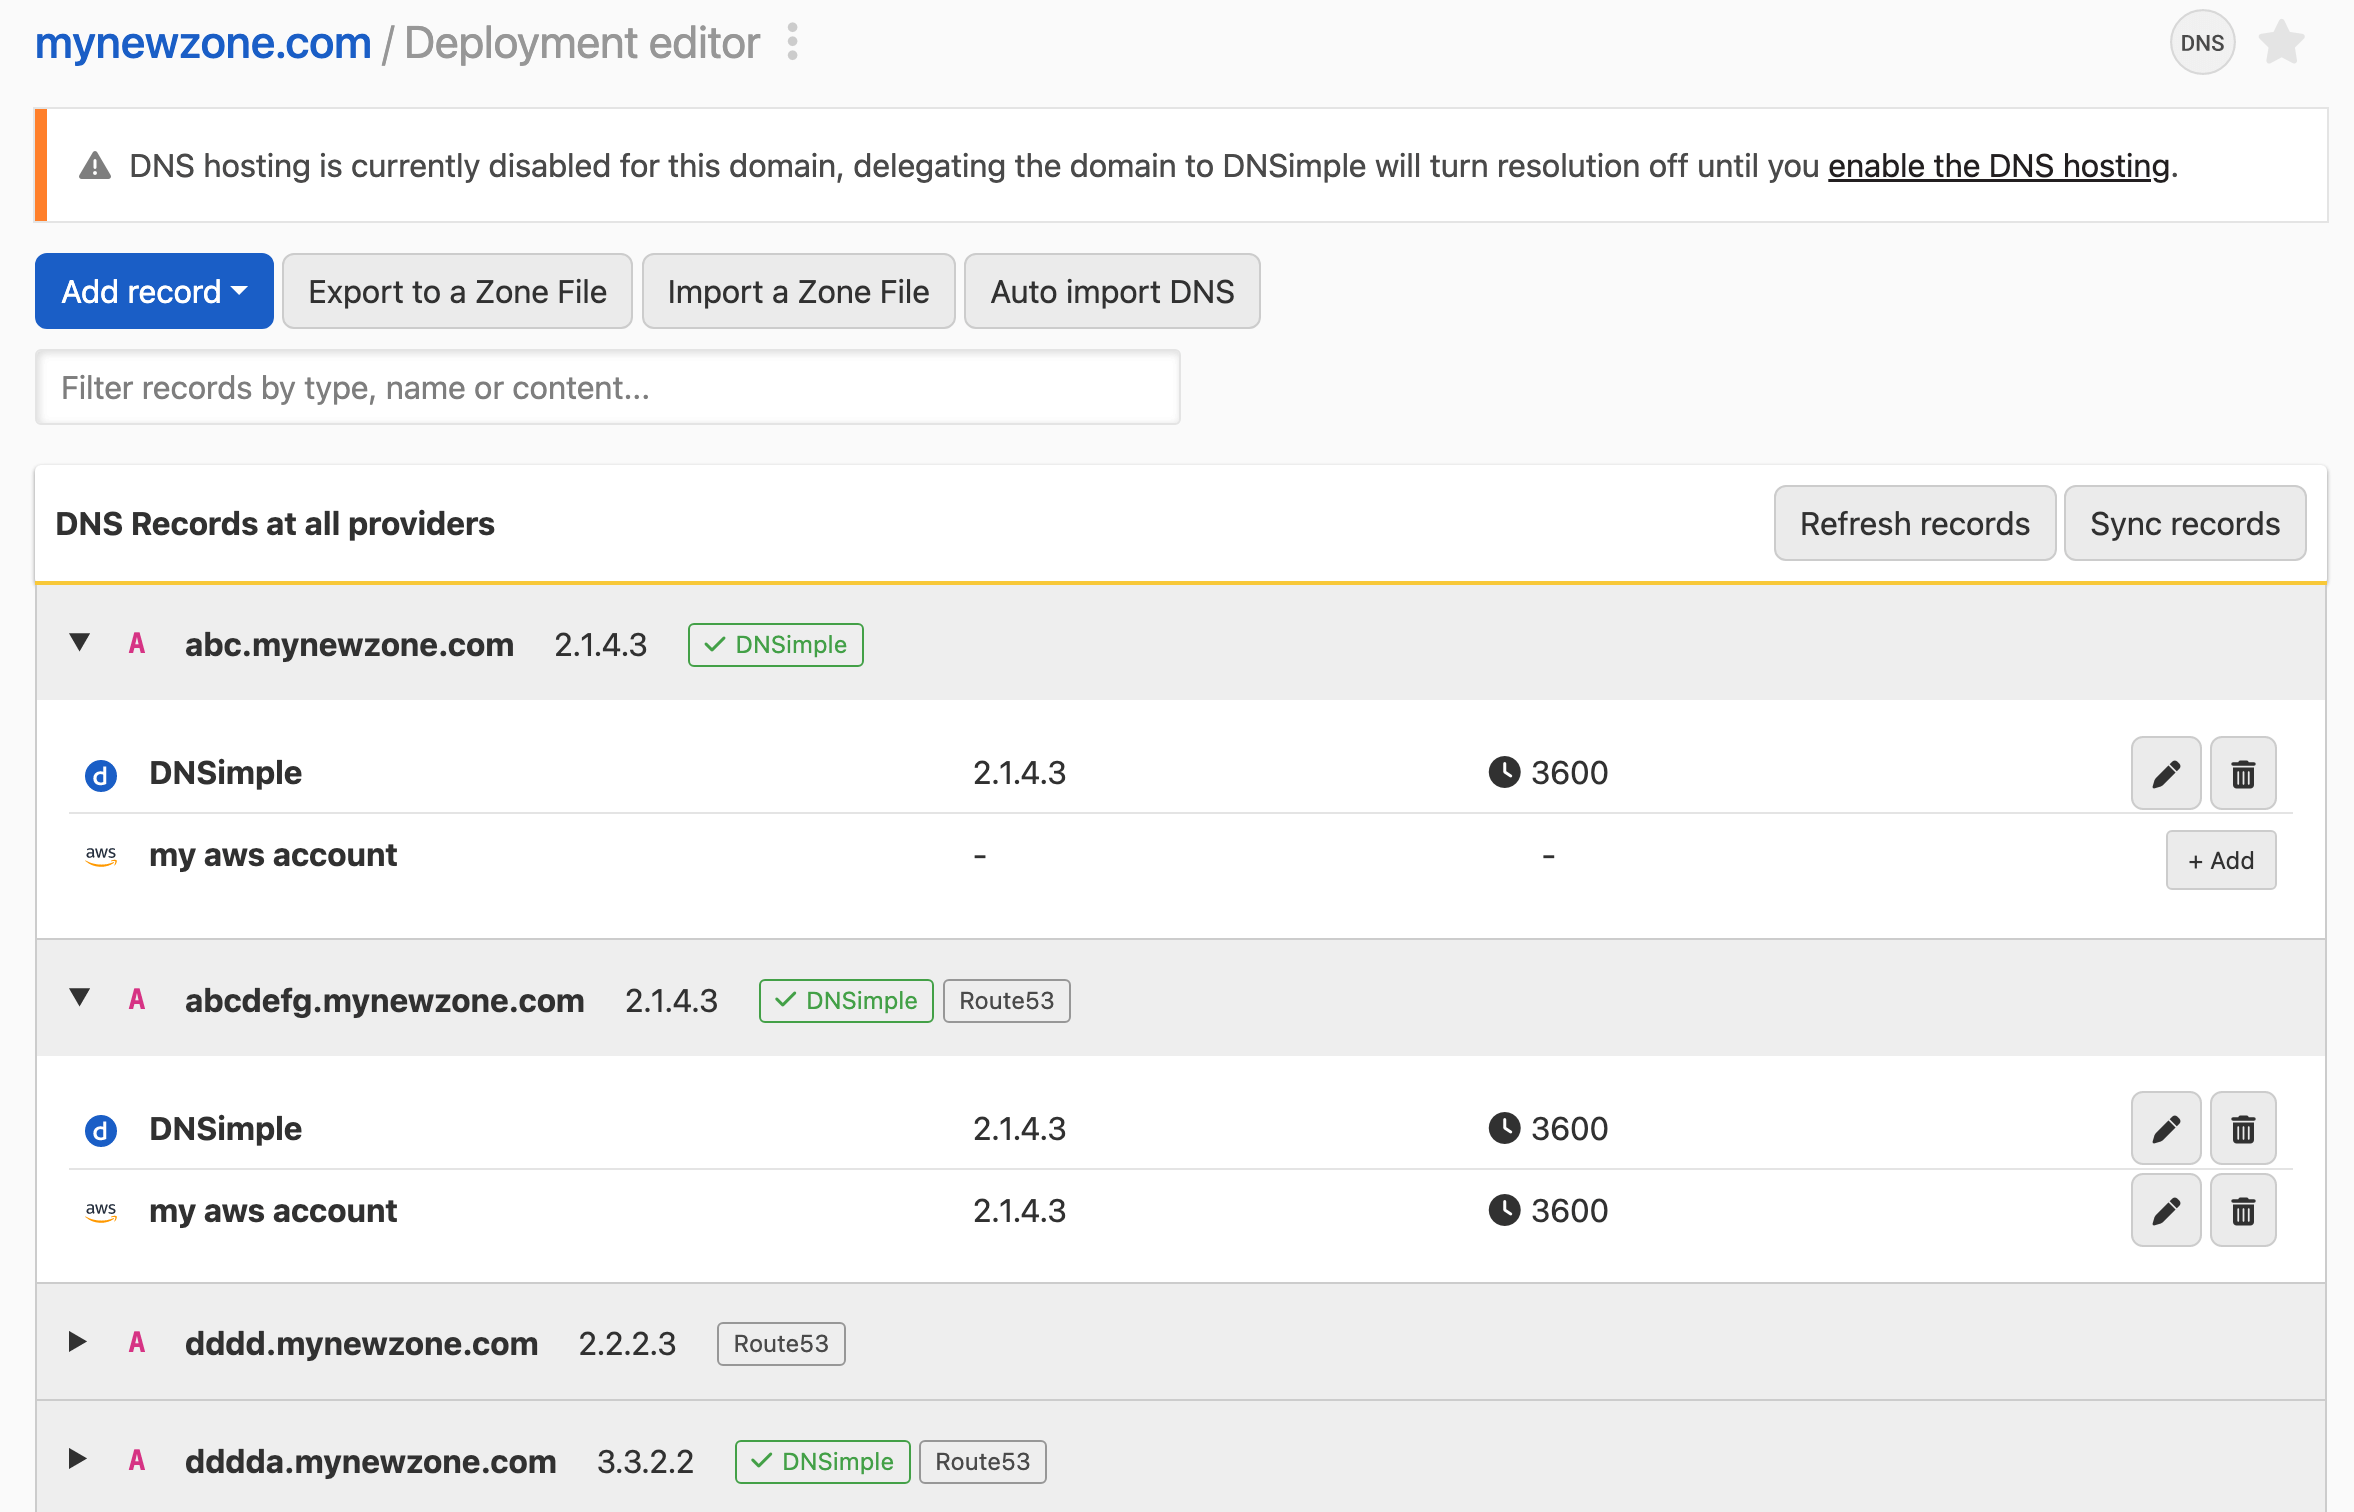 mynewzone.com / Deployment editor
DNS
DNS hosting is currently disabled for this domain, delegating the domain to DNSimple will turn resolution off until you enable the DNS hosting.
Add record Export to a Zone File Import a Zone File Auto import DNS
Filter records by type, name or content...
DNS Records at all providers Refresh records Sync records
A abc.mynewzone.com 2.1.4.3 DNSimple
d DNSimple 2.1.4.3 3600
aws my aws account - - + Add
A abcdefg.mynewzone.com 2.1.4.3 DNSimple Route53
d DNSimple 2.1.4.3 3600
aws my aws account 2.1.4.3 3600
A dddd.mynewzone.com 2.2.2.3 Route53
A dddda.mynewzone.com 3.3.2.2 DNSimple Route53